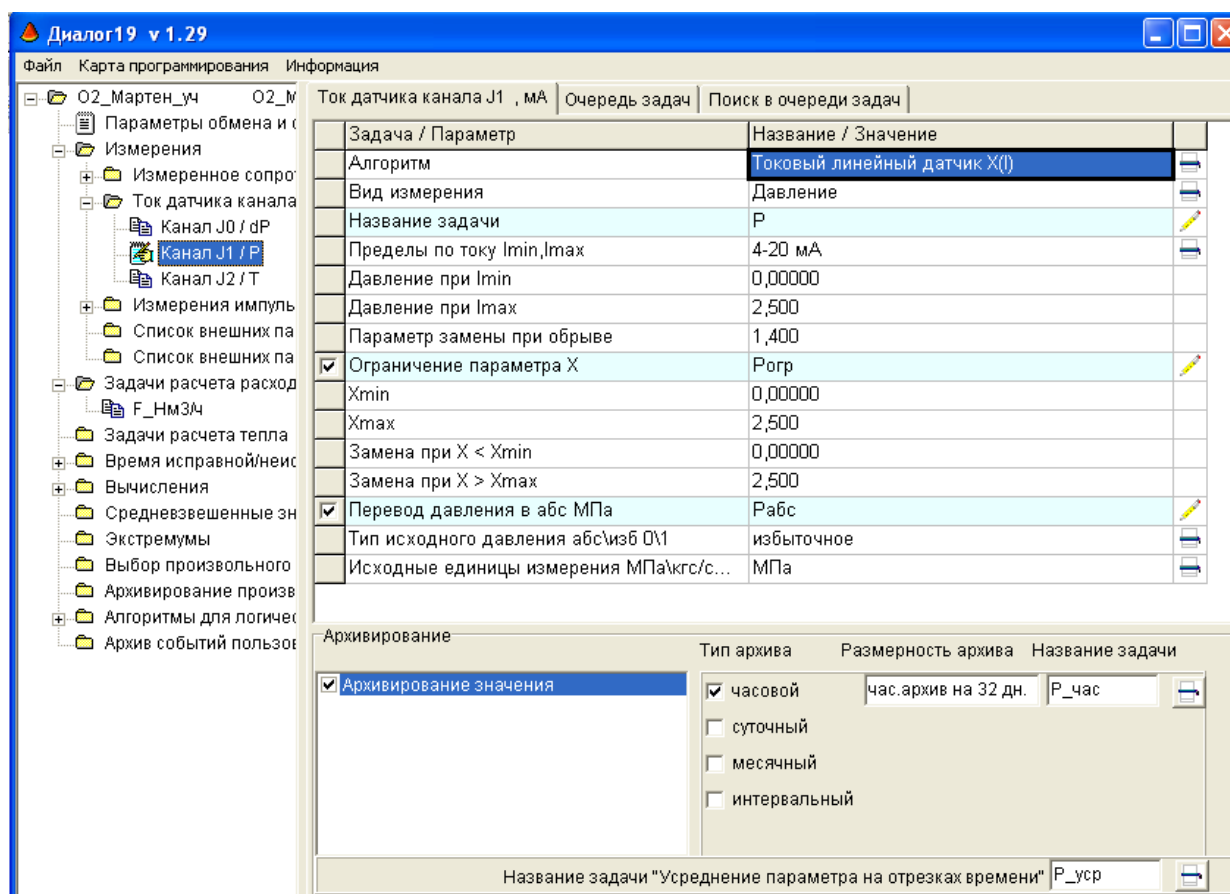 Диалог19 v 1.29
Файл Карта программирования Информация
О2_Мартен_уч О2_М
Параметры обмена и с
Измерения
Измеренное сопро
Ток датчика канала
Канал J0 / dP
Канал J1 / P
Канал J2 / T
Измерения импуль
Список внешних па
Список внешних па
Задачи расчета расход
F_Нм3/ч
Задачи расчета тепла
Время исправной/неис
Вычисления
Средневзвешенные зн
Экстремумы
Выбор произвольного
Архивирование произв
Алгоритмы для логичес
Архив событий пользов
Ток датчика канала J1 , мА Очередь задач Поиск в очереди задач
Задача / Параметр Название / Значение
Алгоритм Токовый линейный датчик X(I)
Вид измерения Давление
Название задачи P
Пределы по току Imin,Imax 4-20 мА
Давление при Imin 0,00000
Давление при Imax 2,500
Параметр замены при обрыве 1,400
Ограничение параметра X Pогр
Xmin 0,00000
Xmax 2,500
Замена при X < Xmin 0,00000
Замена при X > Xmax 2,500
Перевод давления в абс МПа Pабс
Тип исходного давления абс\изб 0\1 избыточное
Исходные единицы измерения МПа\кгс/с... МПа
Архивирование
Тип архива Размерность архива Название задачи
Архивирование значения
часовой час.архив на 32 дн. P_час
суточный
месячный
интервальный
Название задачи "Усреднение параметра на отрезках времени" P_уср